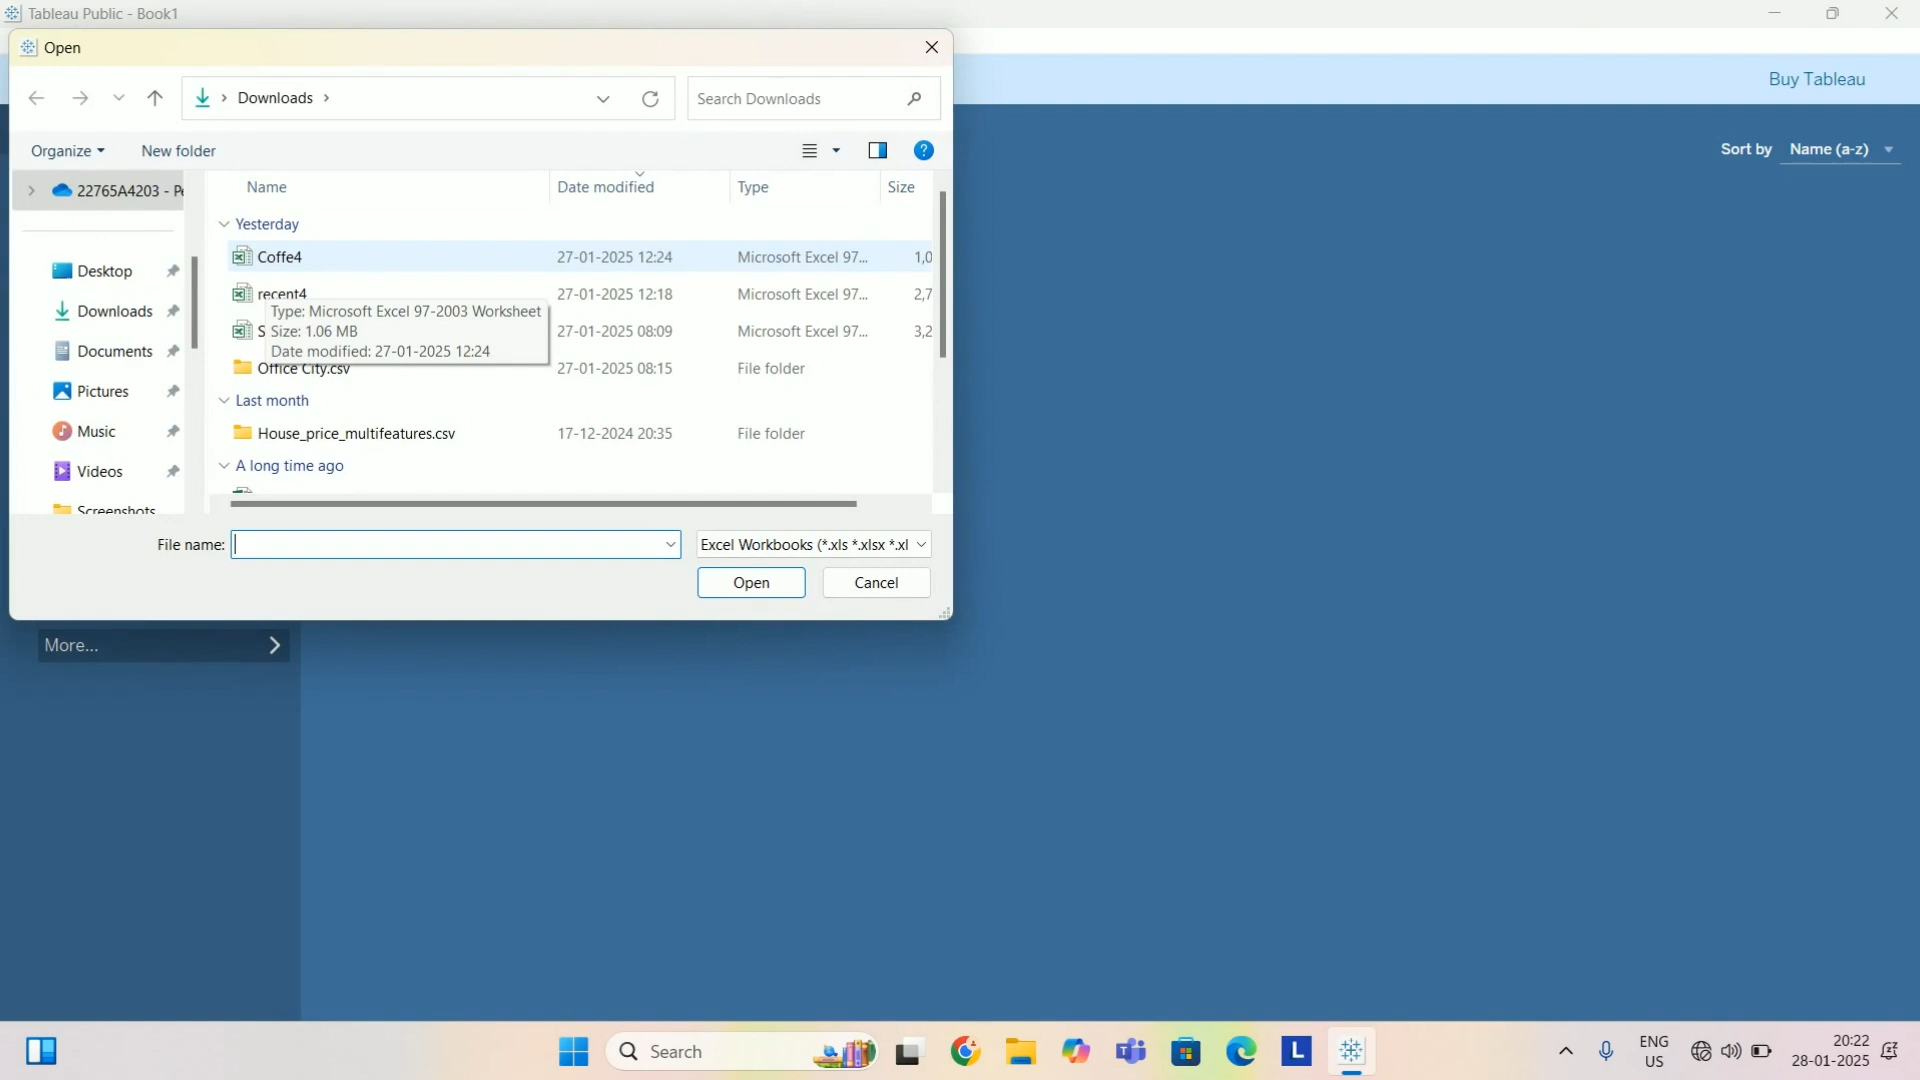 Tableau Public - Book1
Open
Buy Tableau
Downloads
Search Downloads
Organize
New folder
Sort by Name (a-z)
22765A4203 - Pe
Name Date modified Type Size
Yesterday
Coffe4 27-01-2025 12:24 Microsoft Excel 97... 1,0
recent4 27-01-2025 12:18 Microsoft Excel 97... 2,7
S 27-01-2025 08:09 Microsoft Excel 97... 3,2
Type: Microsoft Excel 97-2003 Worksheet
Size: 1.06 MB
Date modified: 27-01-2025 12:24
Office City.csv 27-01-2025 08:15 File folder
Last month
House_price_multifeatures.csv 17-12-2024 20:35 File folder
A long time ago
Desktop
Downloads
Documents
Pictures
Music
Videos
Screenshots
File name:
Excel Workbooks (*.xls *.xlsx *.xl
Open
Cancel
More...
Search
L
ENG
US
20:22
28-01-2025